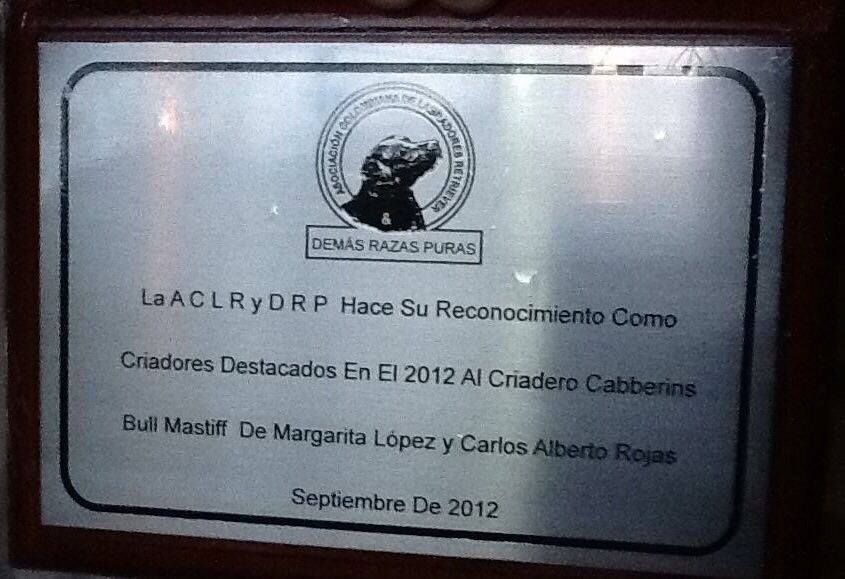 ASOCIACIÓN COLOMBIANA DE LABRADORES RETRIEVER
&
DEMÁS RAZAS PURAS
La A C L R y D R P Hace Su Reconocimiento Como
Criadores Destacados En El 2012 Al Criadero Cabberins
Bull Mastiff De Margarita López y Carlos Alberto Rojas
Septiembre De 2012